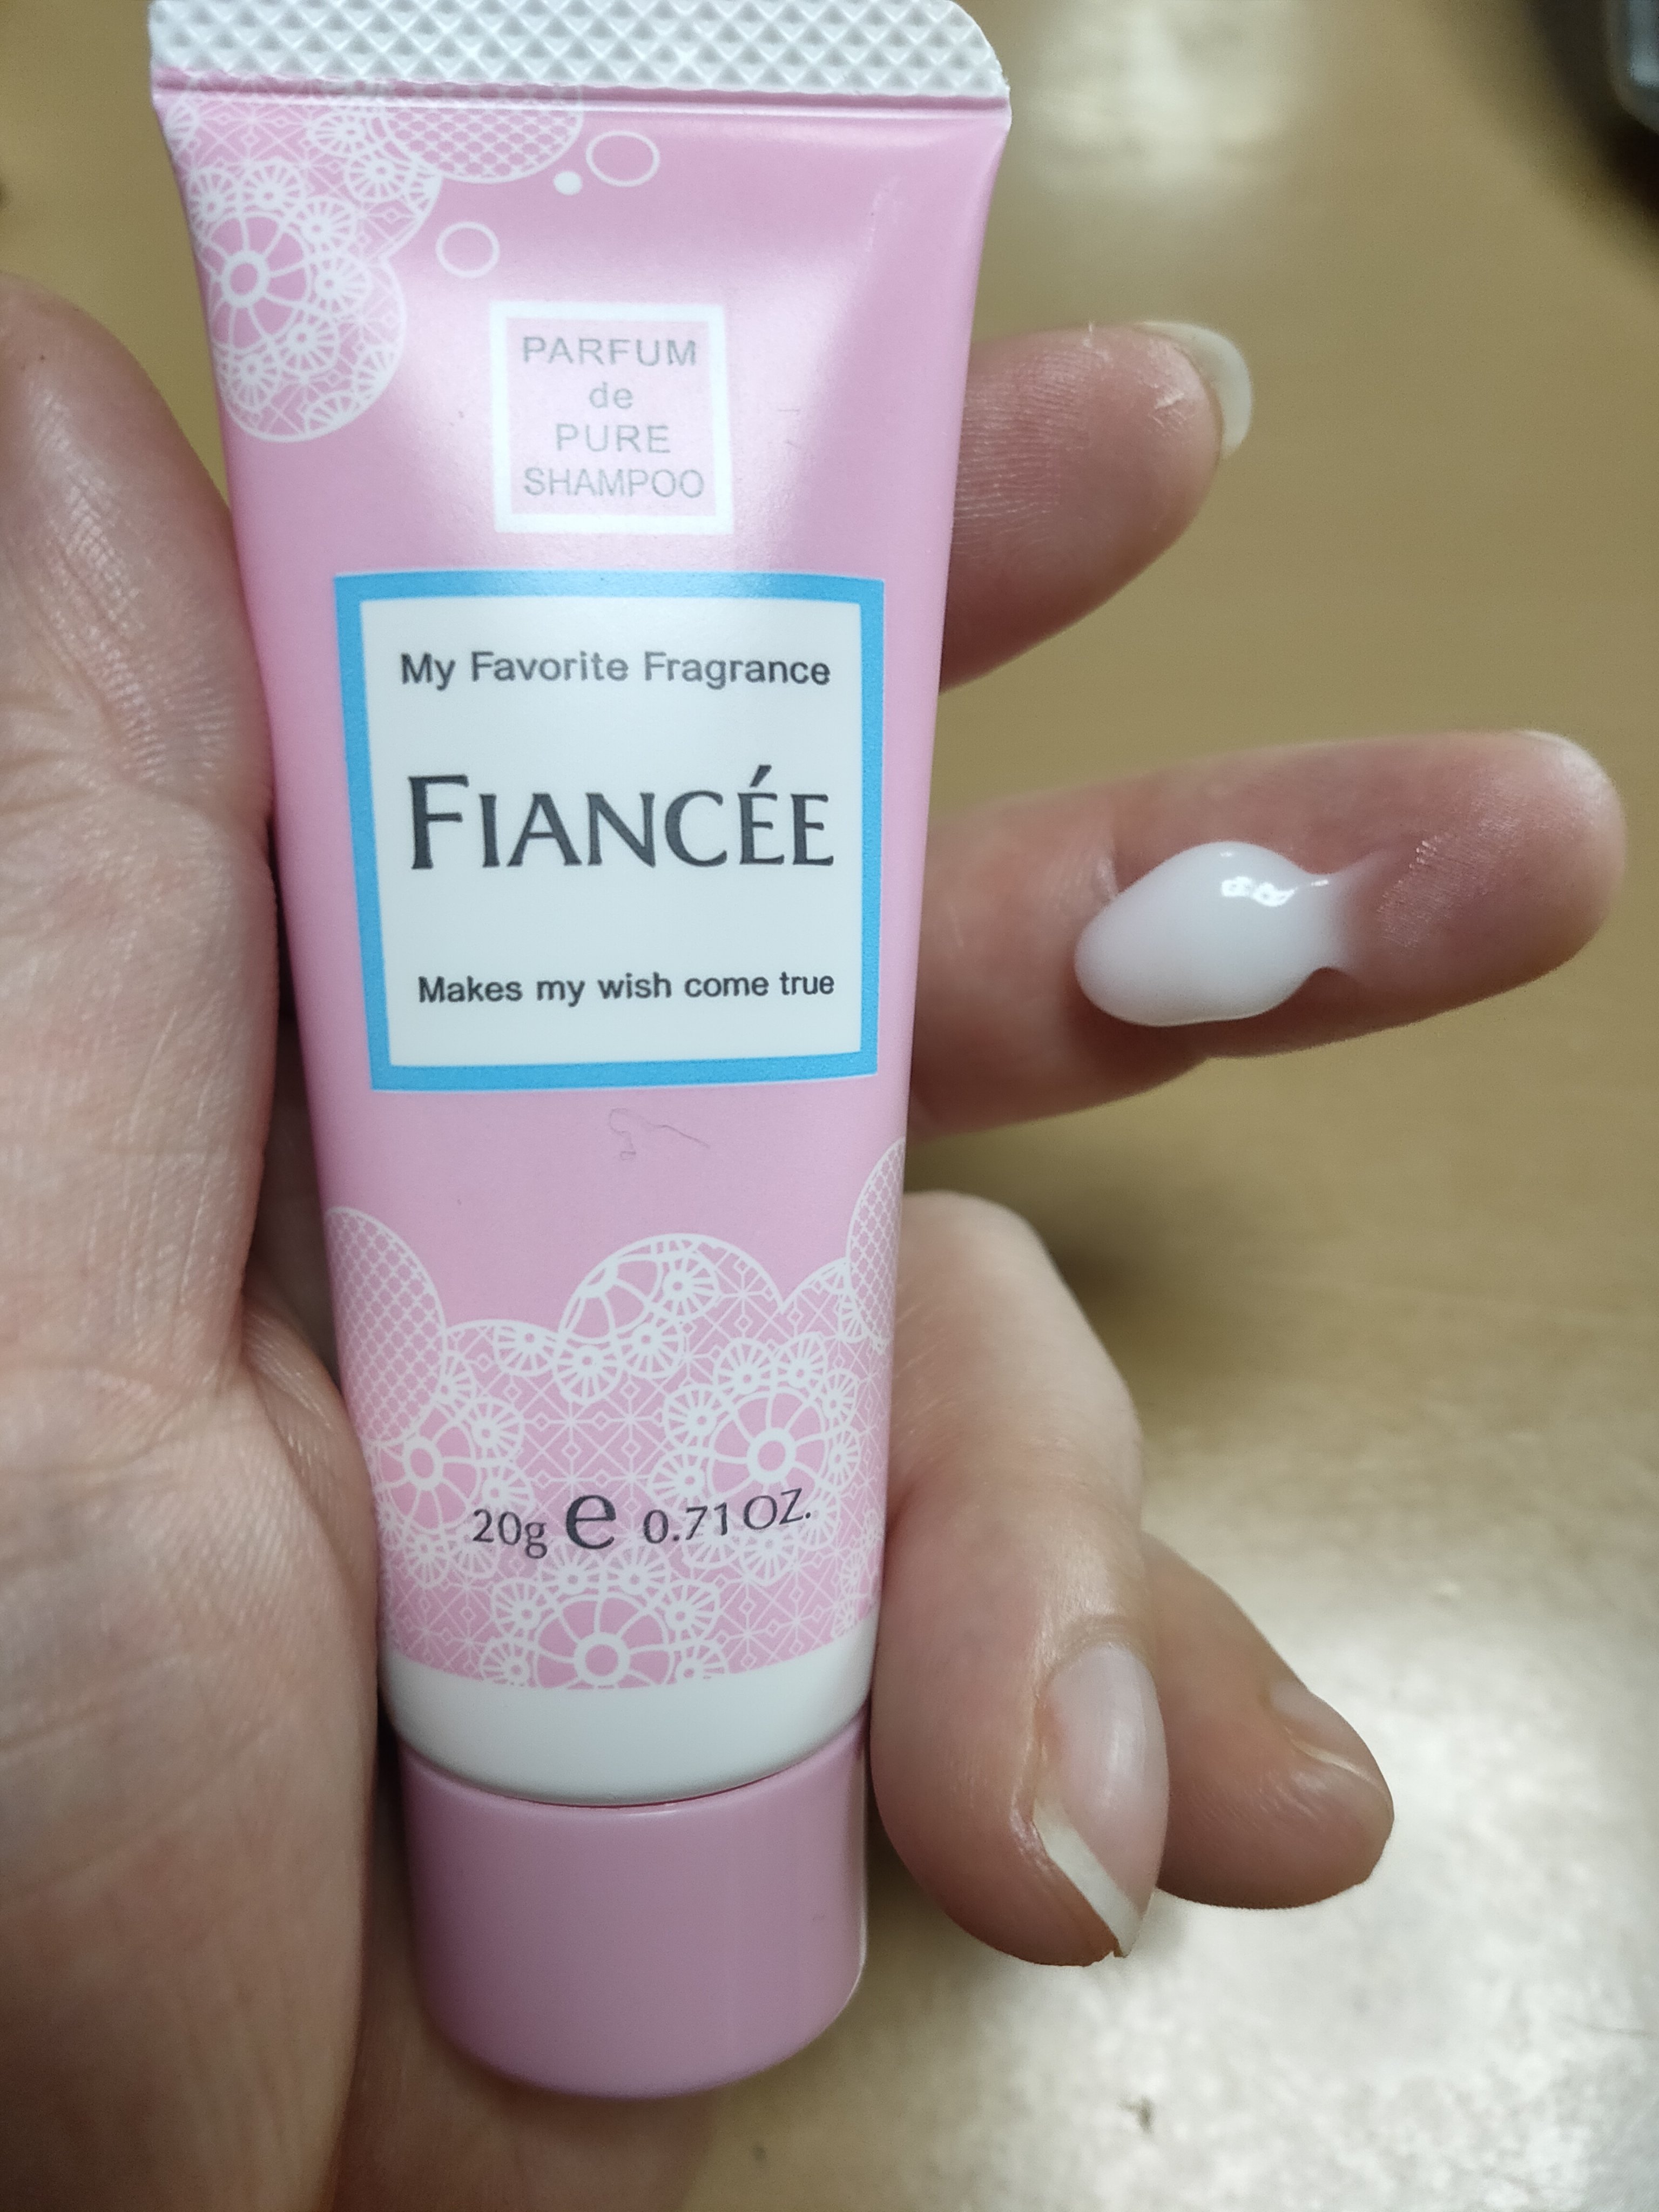 PARFUM
de
PURE
SHAMPOO
My Favorite Fragrance
FIANCÉE
Makes my wish come true
20g e 0.71 OZ.